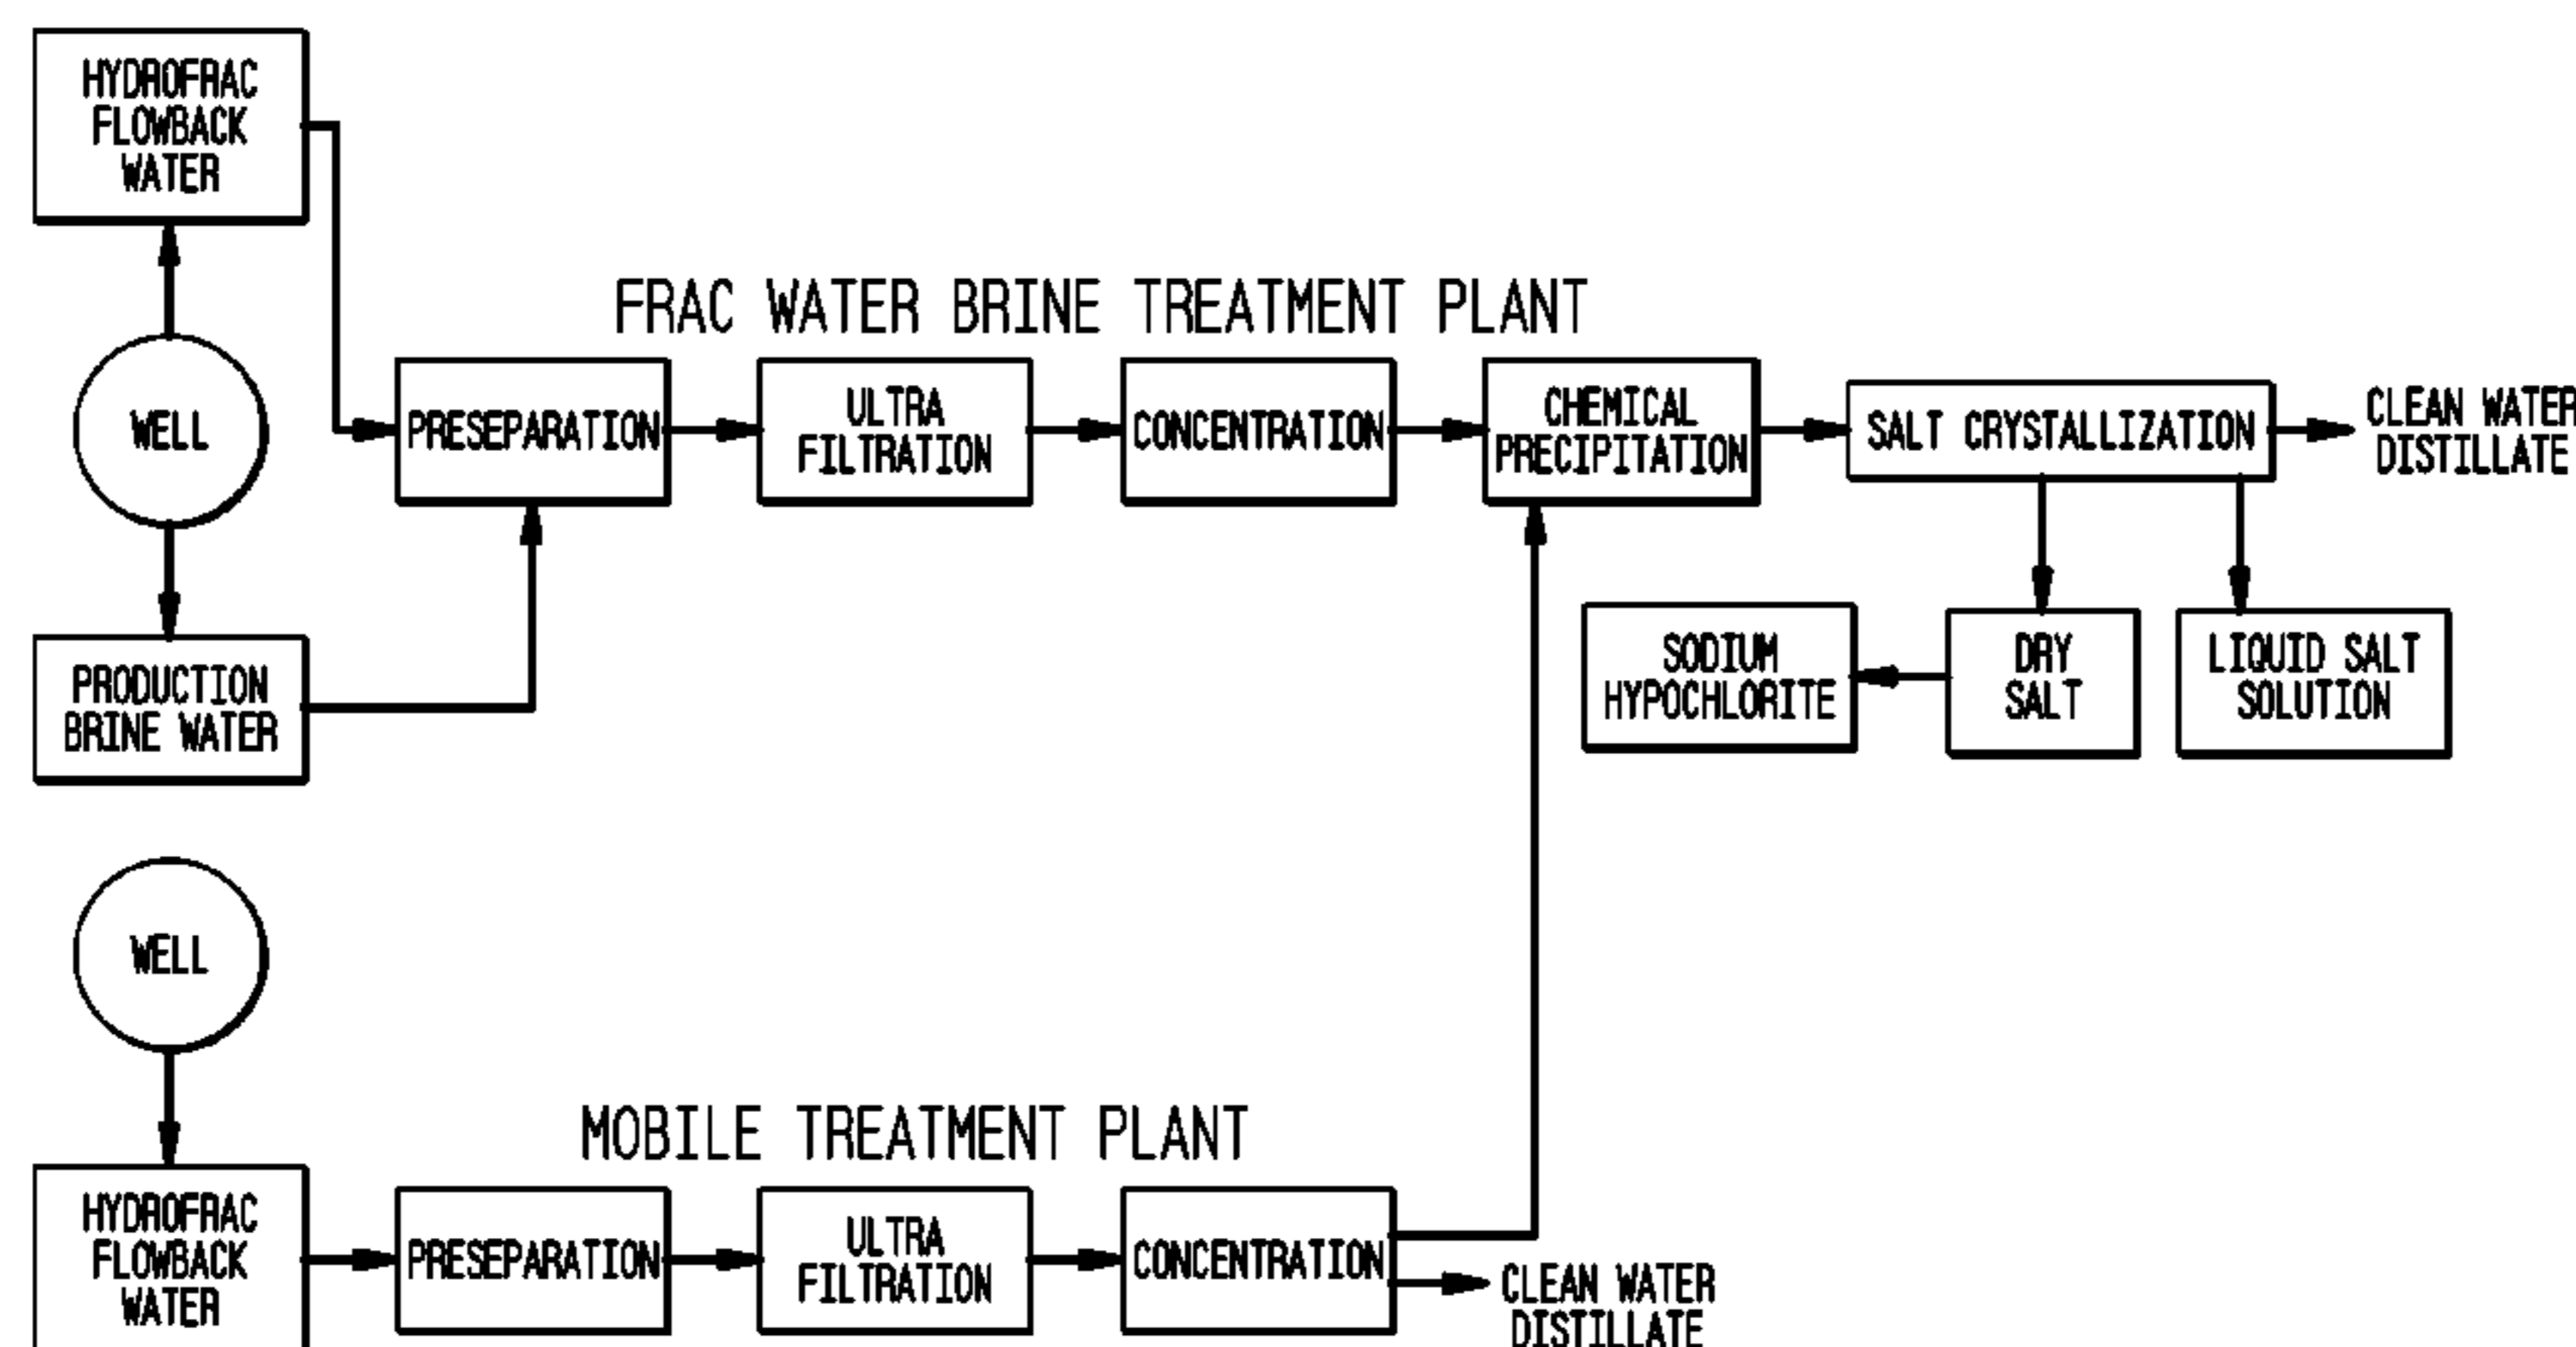 HYDROFRAC
FLOWBACK
WATER
WELL
PRODUCTION
BRINE WATER
FRAC WATER BRINE TREATMENT PLANT
PRESEPARATION
ULTRA
FILTRATION
CONCENTRATION
CHEMICAL
PRECIPITATION
SALT CRYSTALLIZATION
CLEAN WATER
DISTILLATE
SODIUM
HYPOCHLORITE
DRY
SALT
LIQUID SALT
SOLUTION
WELL
HYDROFRAC
FLOWBACK
WATER
MOBILE TREATMENT PLANT
PRESEPARATION
ULTRA
FILTRATION
CONCENTRATION
CLEAN WATER
DISTILLATE